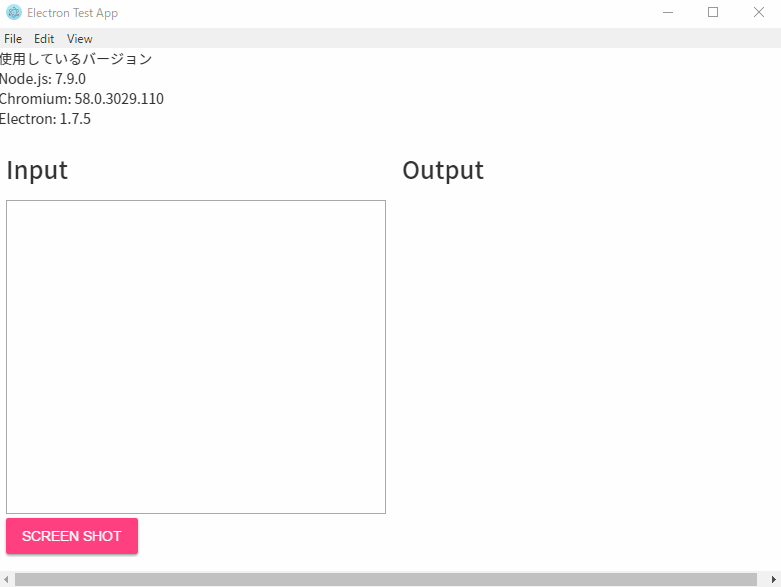 Electron Test App
File Edit View
使用しているバージョン
Node.js: 7.9.0
Chromium: 58.0.3029.110
Electron: 1.7.5
Input
Output
SCREEN SHOT